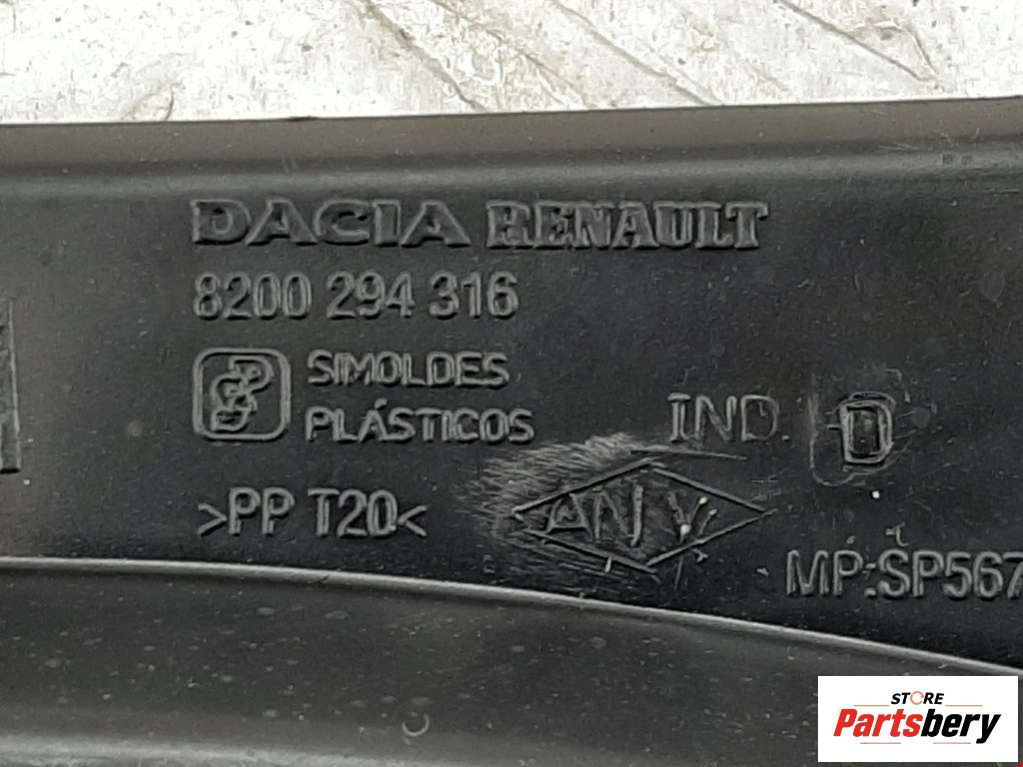 DACIA RENAULT
8200 294 316
SIMOLDES
PLÁSTICOS
IND. D
>PP T20<
MP:SP567
STORE
Partsbery